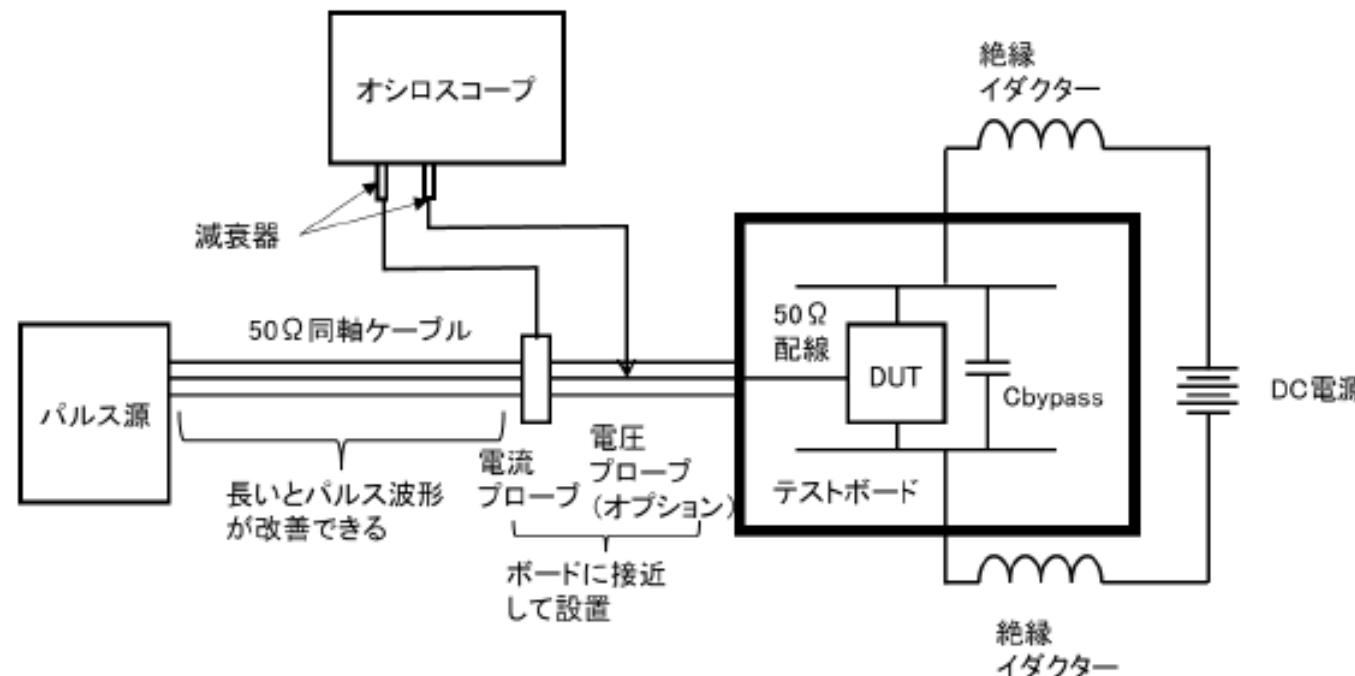 絶縁
イダクター
オシロスコープ
減衰器
50Ω同軸ケーブル
50Ω
配線
DUT
Cbypass
DC電源
パルス源
電流
プローブ
電圧
プローブ
(オプション)
テストボード
長いとパルス波形
が改善できる
ボードに接近
して設置
絶縁
イダクター